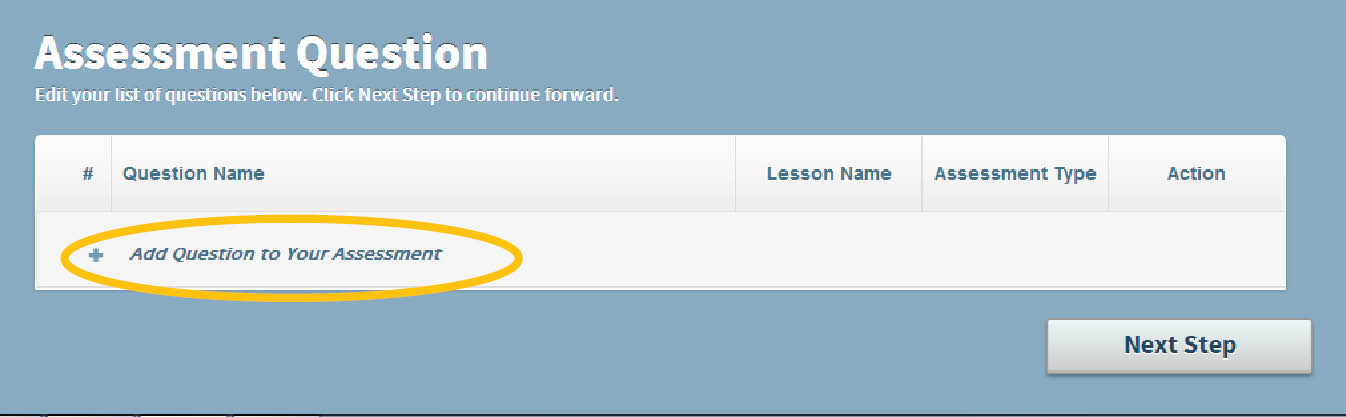 Assessment Question
Edit your list of questions below. Click Next Step to continue forward.
# Question Name Lesson Name Assessment Type Action
+ Add Question to Your Assessment
Next Step